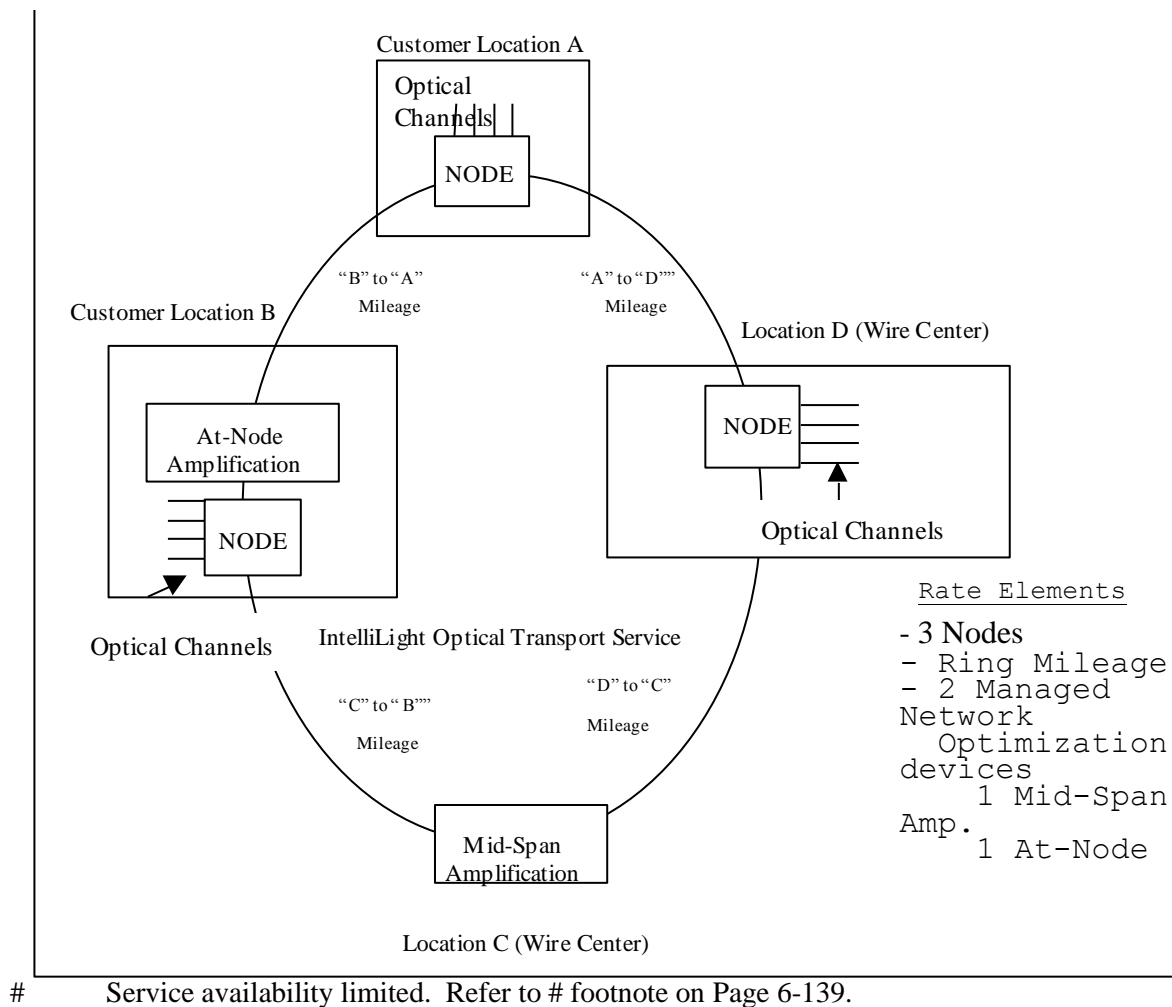 Customer Location A
Optical
Channels
NODE
“B” to “A”
Mileage
“A” to “D””
Mileage
Customer Location B
Location D (Wire Center)
At-Node
Amplification
NODE
NODE
Optical Channels
Optical Channels
IntelliLight Optical Transport Service
“C” to “B””
Mileage
“D” to “C”
Mileage
Rate Elements
- 3 Nodes
- Ring Mileage
- 2 Managed
Network
Optimization
devices
1 Mid-Span
Amp.
1 At-Node
Mid-Span
Amplification
Location C (Wire Center)
# Service availability limited. Refer to # footnote on Page 6-139.